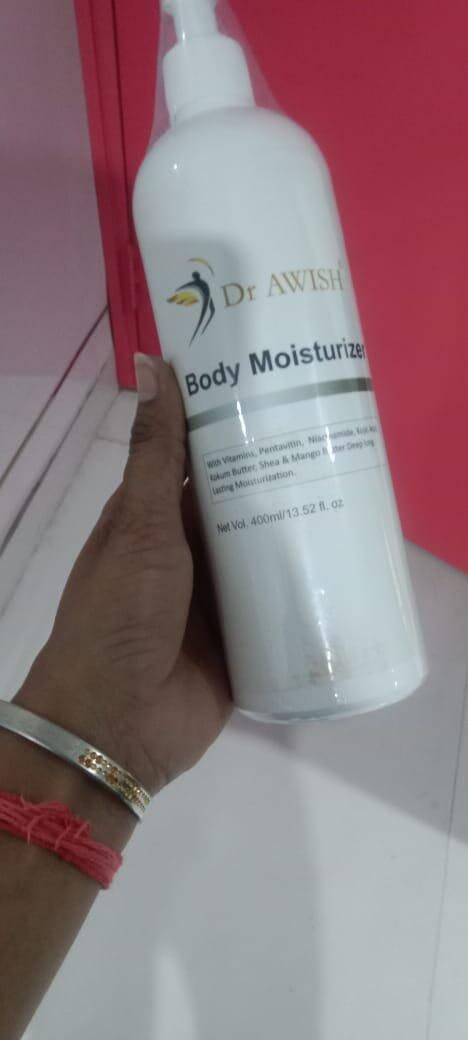 Dr AWISH
Body Moisturizer
With Vitamins, Pentavitin, Niacinamide, Kojic Acid
Kokum Butter, Shea & Mango Butter Deep long
Lasting Moisturization.
Net Vol. 400ml/13.52 fl. oz